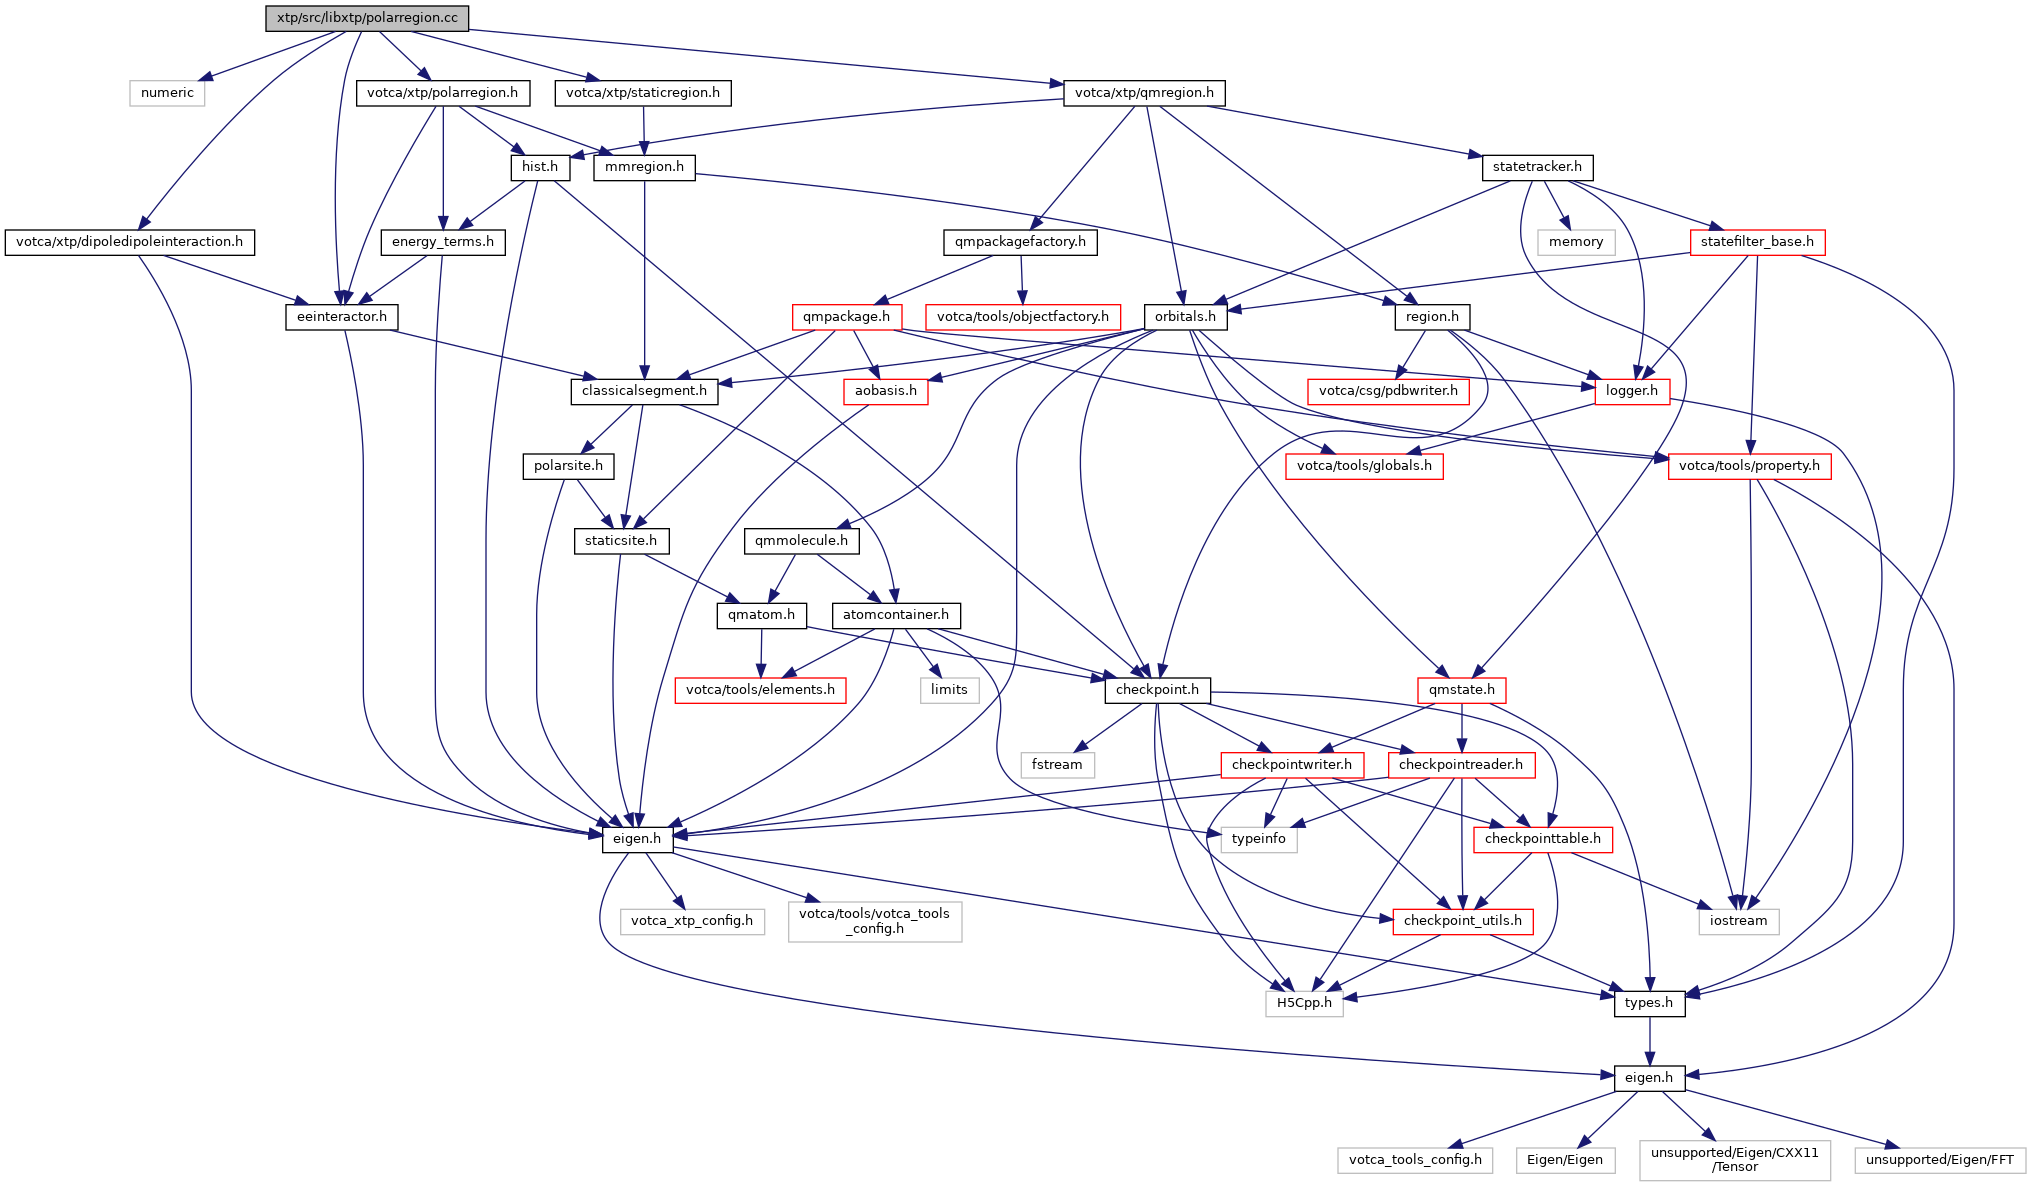 xtp/src/libxtp/polarregion.cc
numeric
votca/xtp/polarregion.h
votca/xtp/staticregion.h
votca/xtp/qmregion.h
hist.h
mmregion.h
statetracker.h
votca/xtp/dipoledipoleinteraction.h
energy_terms.h
qmpackagefactory.h
memory
statefilter_base.h
eeinteractor.h
qmpackage.h
votca/tools/objectfactory.h
orbitals.h
region.h
classicalsegment.h
aobasis.h
votca/csg/pdbwriter.h
logger.h
polarsite.h
votca/tools/globals.h
votca/tools/property.h
staticsite.h
qmmolecule.h
qmatom.h
atomcontainer.h
votca/tools/elements.h
limits
checkpoint.h
qmstate.h
fstream
checkpointwriter.h
checkpointreader.h
eigen.h
typeinfo
checkpointtable.h
votca_xtp_config.h
votca/tools/votca_tools
_config.h
checkpoint_utils.h
iostream
H5Cpp.h
types.h
eigen.h
votca_tools_config.h
Eigen/Eigen
unsupported/Eigen/CXX11
/Tensor
unsupported/Eigen/FFT